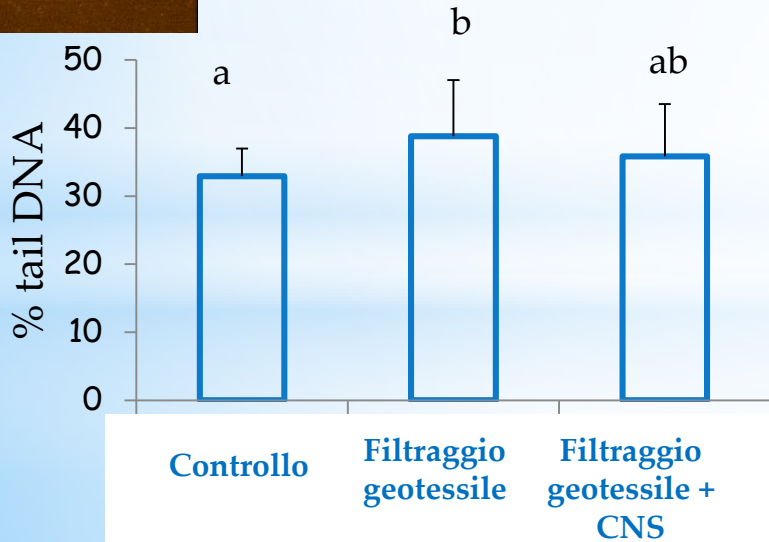 b
50
a
ab
40
30
20
10
0
% tail DNA
Controllo
Filtraggio
geotessile
Filtraggio
geotessile +
CNS